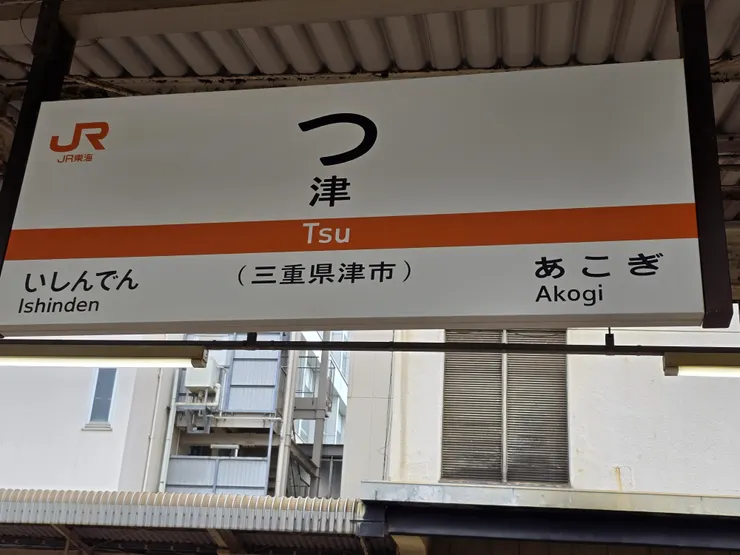 JR
JR東海
つ
津
Tsu
(三重県津市)
いしんでん
Ishinden
あこぎ
Akogi